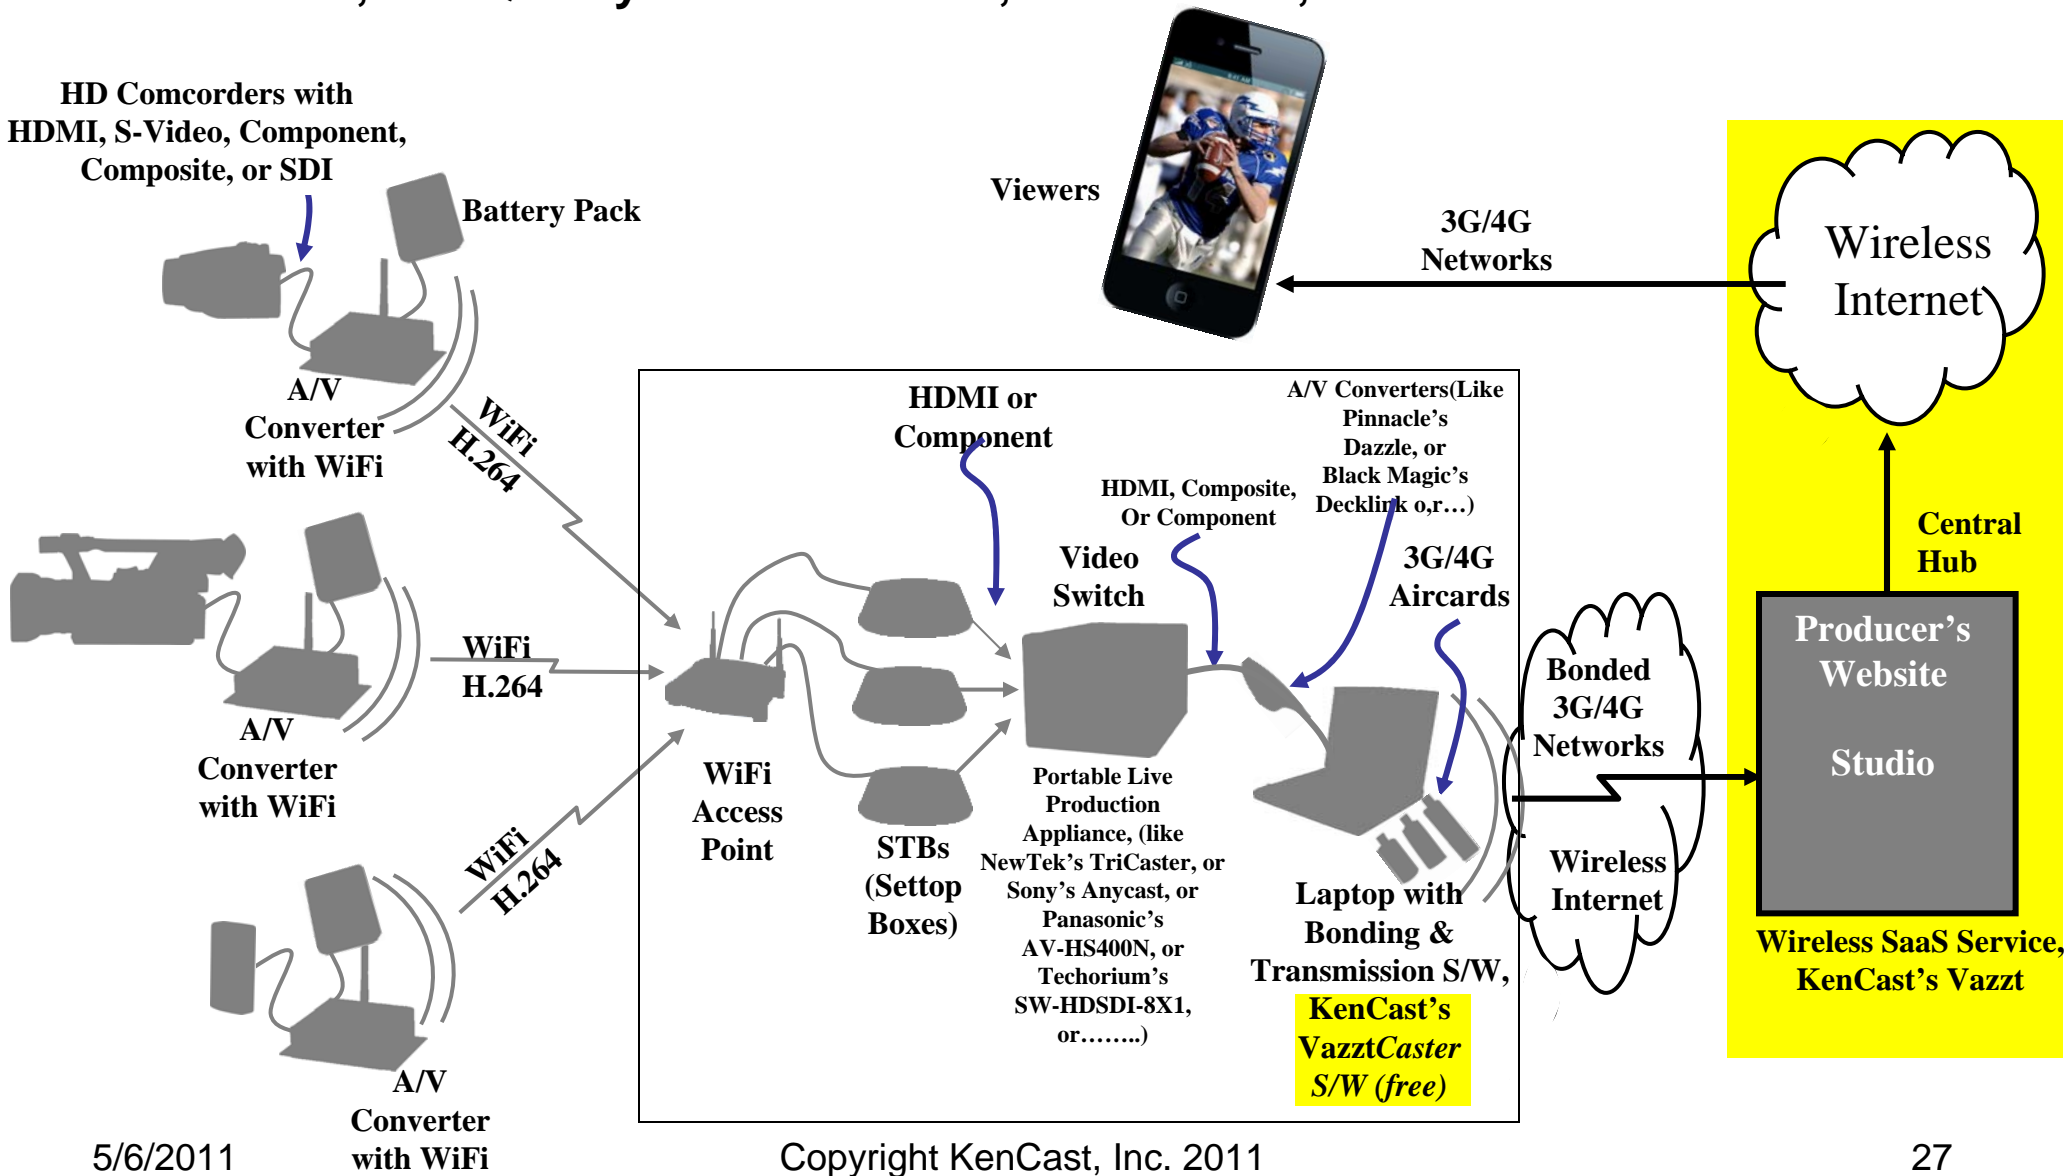 HD Comcorders with
HDMI, S-Video, Component,
Composite, or SDI
Battery Pack
A/V
Converter
with WiFi
WiFi
H.264
A/V
Converter
with WiFi
WiFi
H.264
A/V
Converter
with WiFi
WiFi
H.264
WiFi
Access
Point
STBs
(Settop
Boxes)
HDMI or
Component
Video
Switch
Portable Live
Production
Appliance, (like
NewTek's TriCaster, or
Sony's Anycast, or
Panasonic's
AV-HS400N, or
Techorium's
SW-HDSDI-8X1,
or……..)
HDMI, Composite,
Or Component
A/V Converters(Like
Pinnacle's
Dazzle, or
Black Magic's
Decklink o,r…)
3G/4G
Aircards
Laptop with
Bonding &
Transmission S/W,
KenCast's
VazztCaster
S/W (free)
Bonded
3G/4G
Networks
Wireless
Internet
Producer's
Website
Studio
Central
Hub
Wireless SaaS Service,
KenCast's Vazzt
Wireless
Internet
3G/4G
Networks
Viewers
5/6/2011
Copyright KenCast, Inc. 2011
27